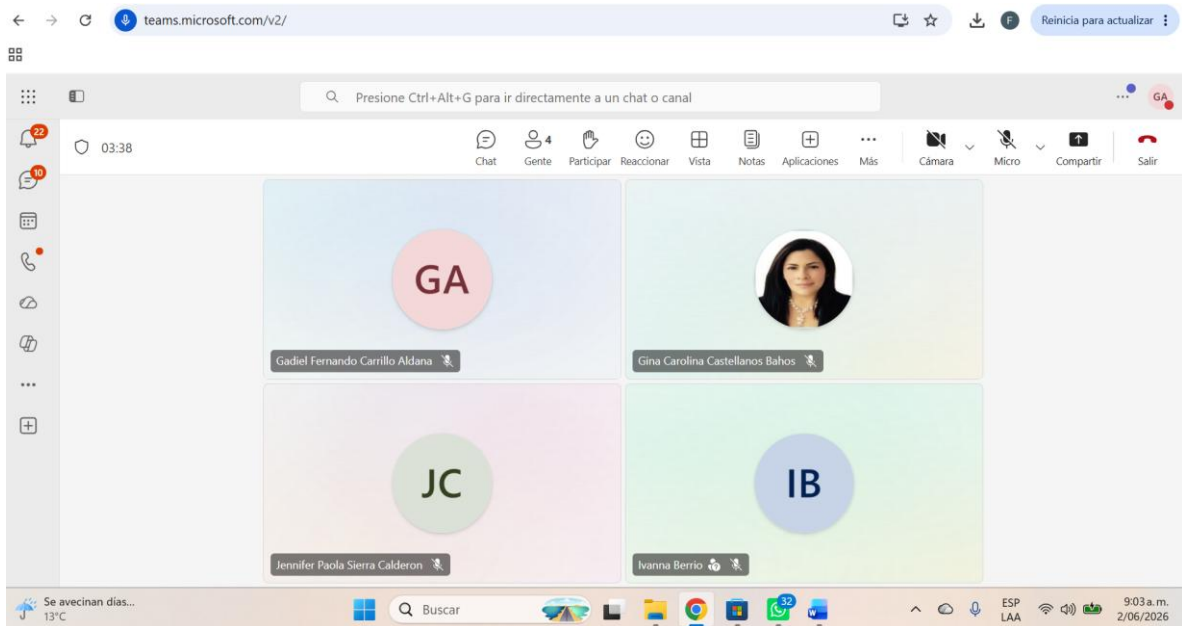 teams.microsoft.com/v2/
F
Reinicia para actualizar
Presione Ctrl+Alt+G para ir directamente a un chat o canal
GA
22
03:38
4
Chat
Gente
Participar
Reaccionar
Vista
Notas
Aplicaciones
Más
Cámara
Micro
Compartir
Salir
10
GA
Gadiel Fernando Carrillo Aldana
Gina Carolina Castellanos Bahos
JC
IB
Jennifer Paola Sierra Calderon
Ivanna Berrio
Se avecinan días...
13°C
Buscar
32
ESP
LAA
9:03 a. m.
2/06/2026